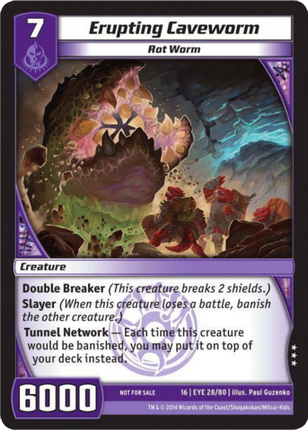 7
Erupting Caveworm
Rot Worm
Creature
Double Breaker (This creature breaks 2 shields.)
Slayer (When this creature loses a battle, banish
the other creature.)
Tunnel Network — Each time this creature
would be banished, you may put it on top of
your deck instead.
6000
NOT FOR SALE
16 | EYE 28/80 | illus. Paul Guzenko
TM & © 2014 Wizards of the Coast/Shogakukan/Mitsui-Kids